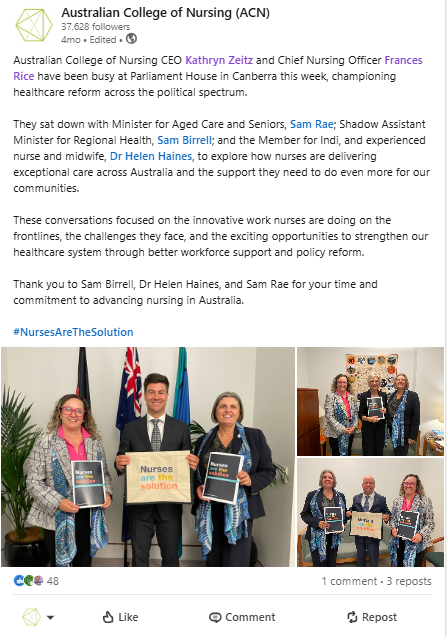 Australian College of Nursing (ACN)
37,628 followers
4mo • Edited •
Australian College of Nursing CEO Kathryn Zeitz and Chief Nursing Officer Frances
Rice have been busy at Parliament House in Canberra this week, championing
healthcare reform across the political spectrum.
They sat down with Minister for Aged Care and Seniors, Sam Rae; Shadow Assistant
Minister for Regional Health, Sam Birrell; and the Member for Indi, and experienced
nurse and midwife, Dr Helen Haines, to explore how nurses are delivering
exceptional care across Australia and the support they need to do even more for our
communities.
These conversations focused on the innovative work nurses are doing on the
frontlines, the challenges they face, and the exciting opportunities to strengthen our
healthcare system through better workforce support and policy reform.
Thank you to Sam Birrell, Dr Helen Haines, and Sam Rae for your time and
commitment to advancing nursing in Australia.
#NursesAreTheSolution
Nurses
are the
solution
Nurses
are the
solution
Nurses
are the
solution
48
1 comment • 3 reposts
Like
Comment
Repost